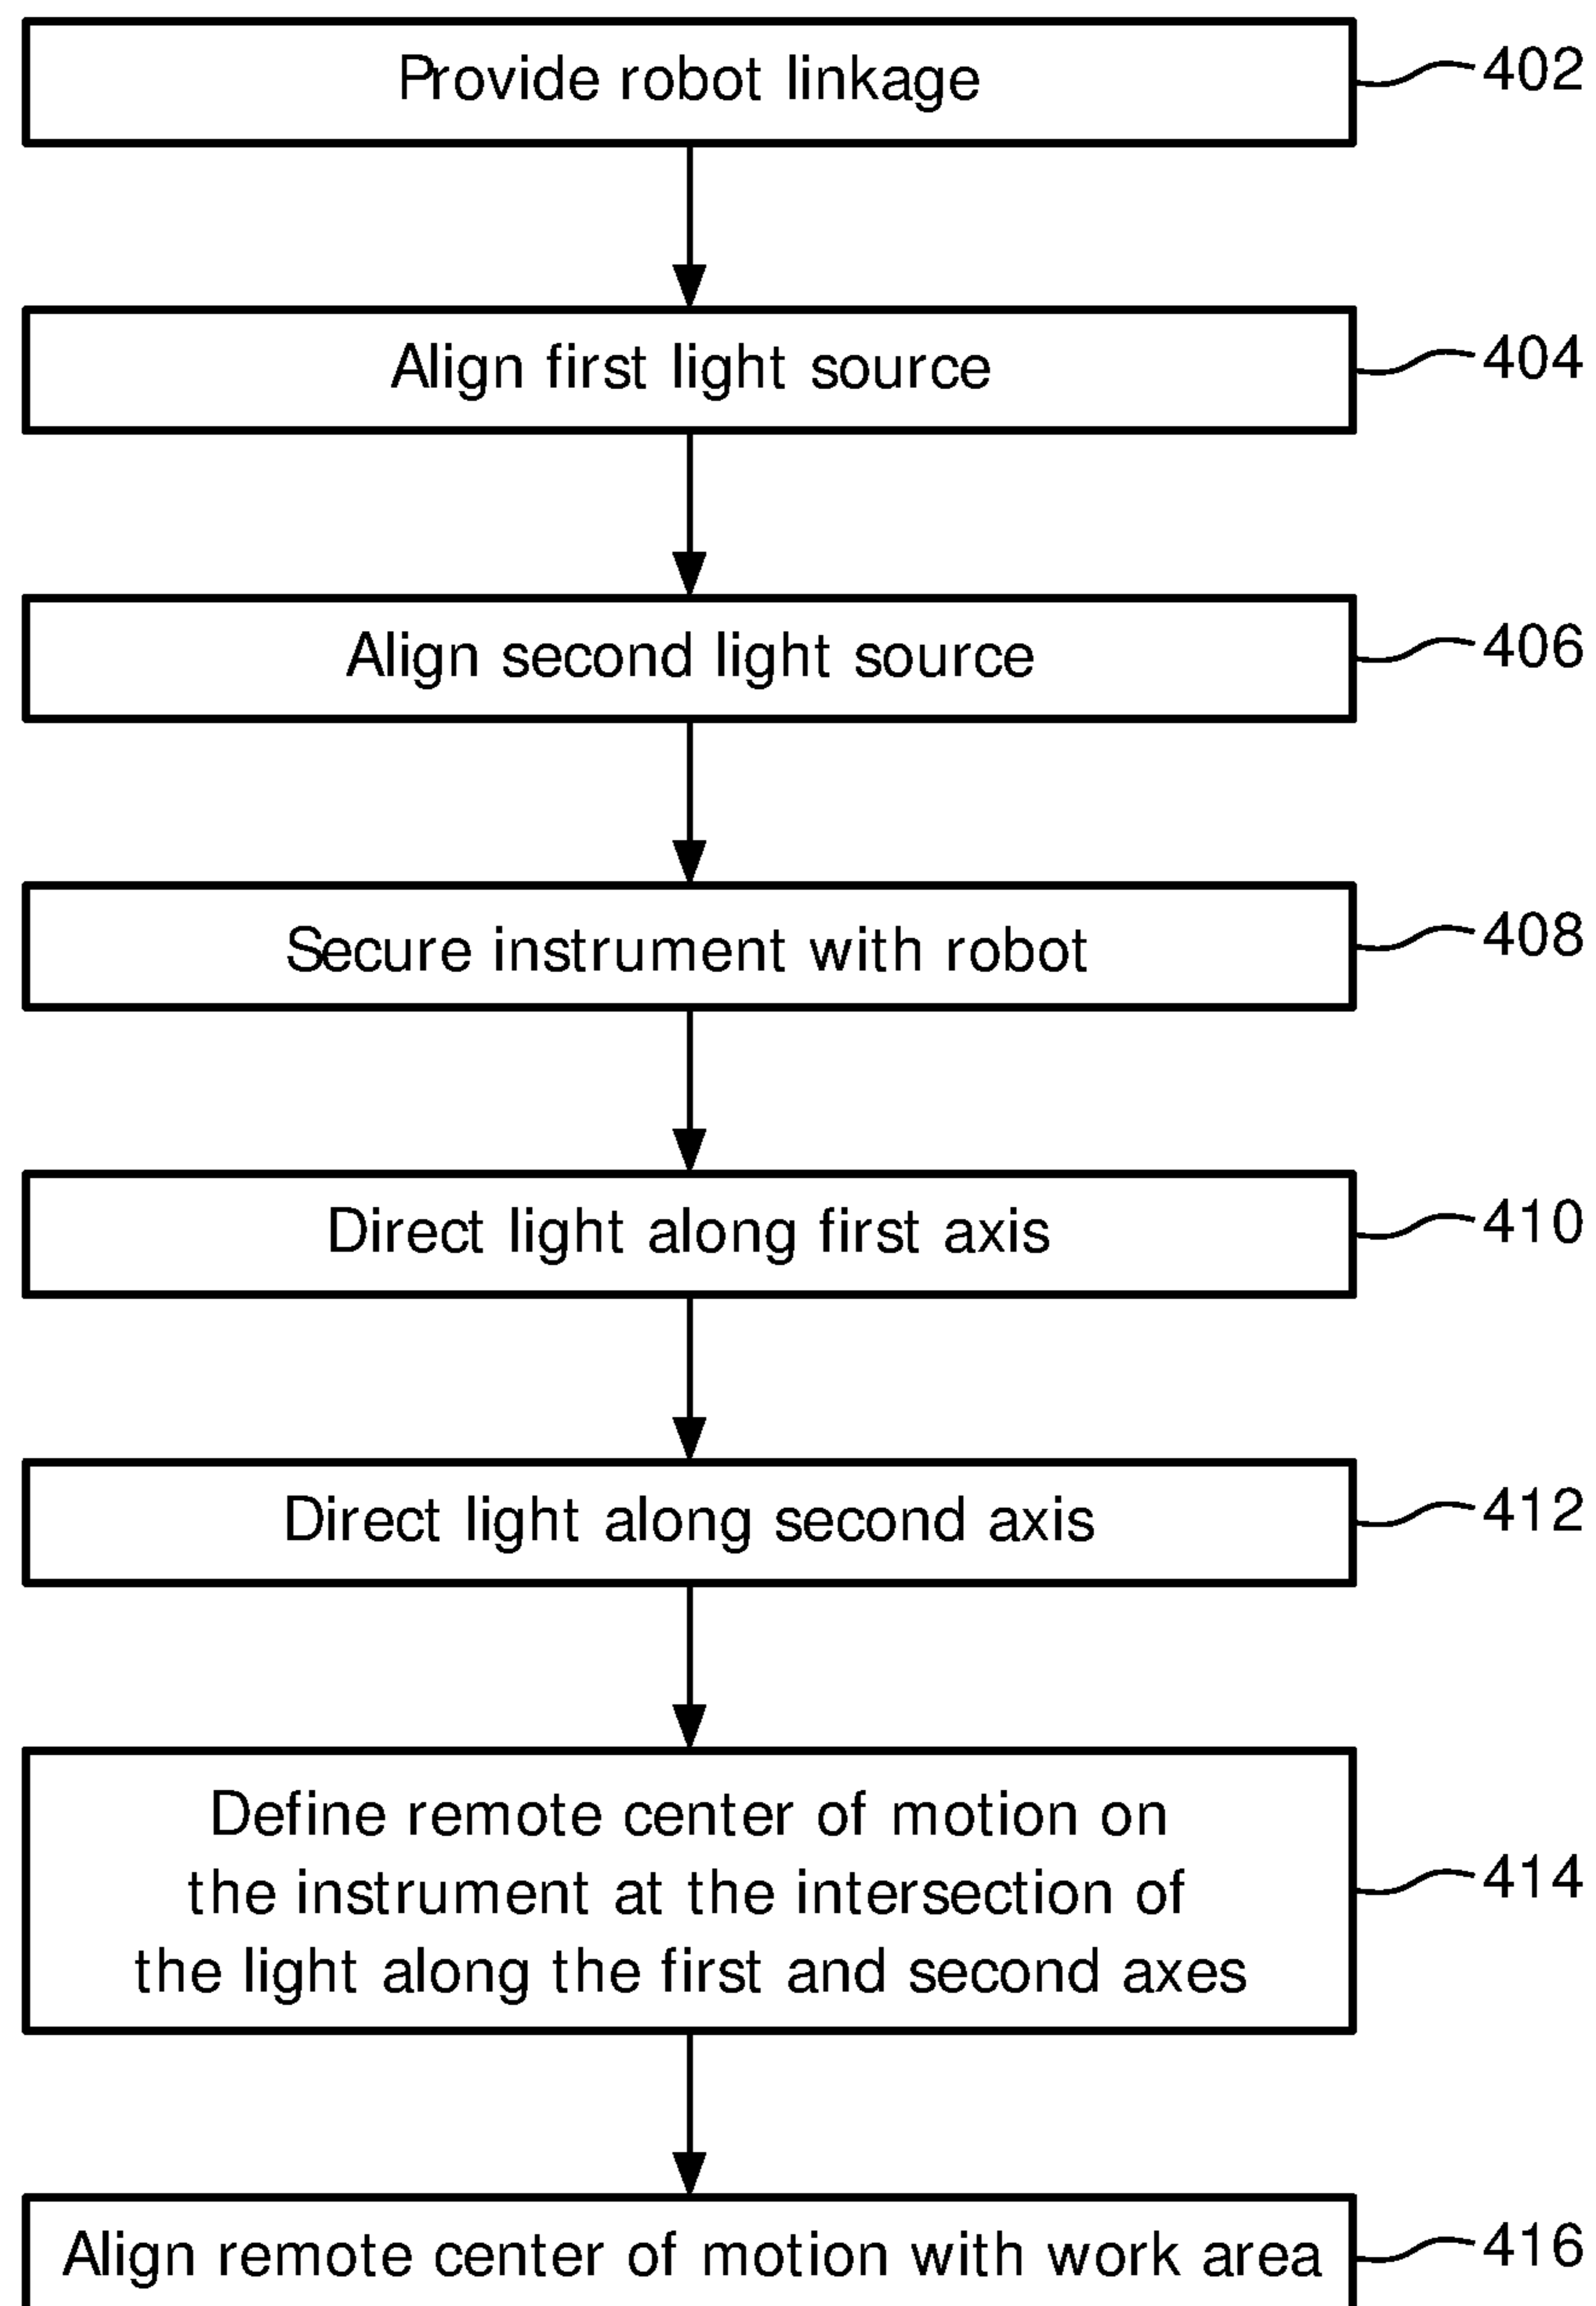 Provide robot linkage 402
Align first light source 404
Align second light source 406
Secure instrument with robot 408
Direct light along first axis 410
Direct light along second axis 412
Define remote center of motion on
the instrument at the intersection of 414
the light along the first and second axes
Align remote center of motion with work area 416